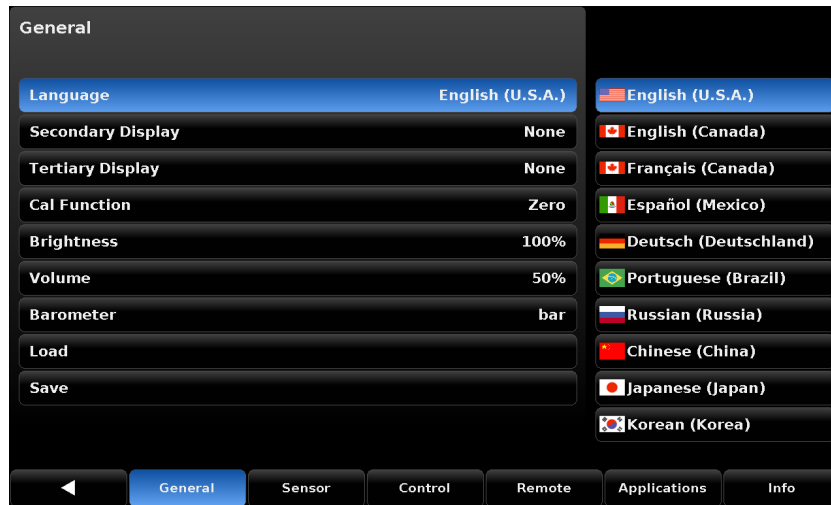 General
Language English (U.S.A.)
Secondary Display None
Tertiary Display None
Cal Function Zero
Brightness 100%
Volume 50%
Barometer bar
Load
Save
English (U.S.A.)
English (Canada)
Français (Canada)
Español (Mexico)
Deutsch (Deutschland)
Portuguese (Brazil)
Russian (Russia)
Chinese (China)
Japanese (Japan)
Korean (Korea)
General Sensor Control Remote Applications Info